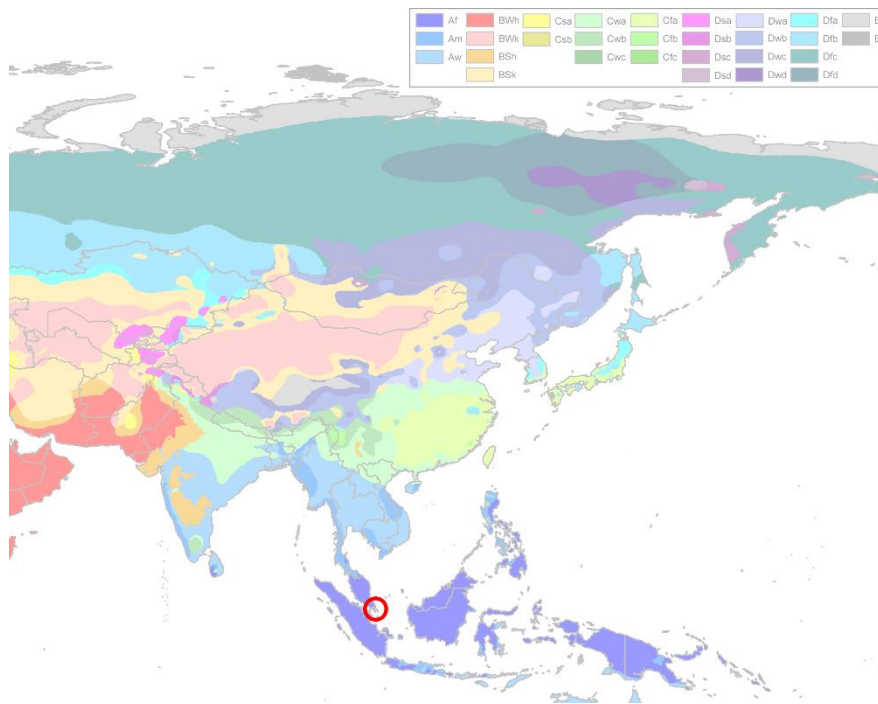 Af BWh Csa Cwa Cfa Dsa Dwa Dfa E
Am BWk Csb Cwb Cfb Dsb Dwb Dfb E
Aw BSh Cwc Cfc Dsc Dwc Dfc
BSk Dsd Dwd Dfd